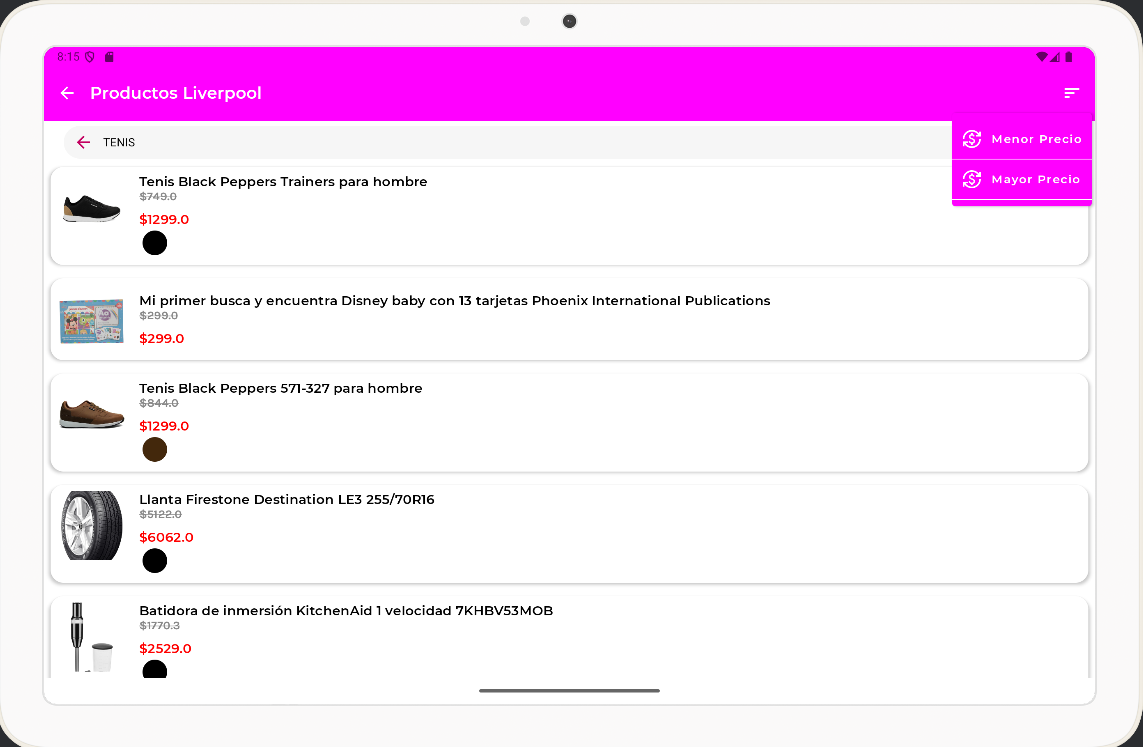 8:15
Productos Liverpool
TENIS
Menor Precio
Mayor Precio
Tenis Black Peppers Trainers para hombre
$749.0
$1299.0
Mi primer busca y encuentra Disney baby con 13 tarjetas Phoenix International Publications
$299.0
$299.0
Tenis Black Peppers 571-327 para hombre
$844.0
$1299.0
Llanta Firestone Destination LE3 255/70R16
$5122.0
$6062.0
Batidora de inmersión KitchenAid 1 velocidad 7KHBV53MOB
$1770.3
$2529.0